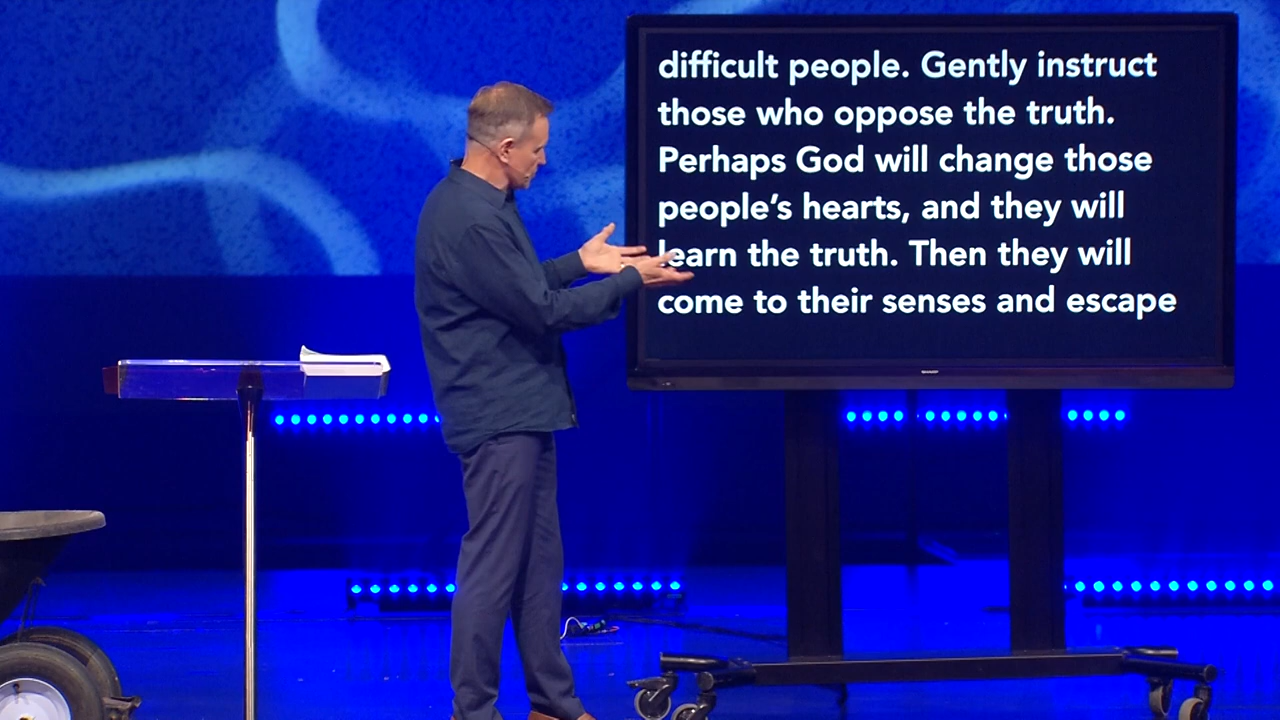 difficult people. Gently instruct
those who oppose the truth.
Perhaps God will change those
people's hearts, and they will
learn the truth. Then they will
come to their senses and escape
SHARP